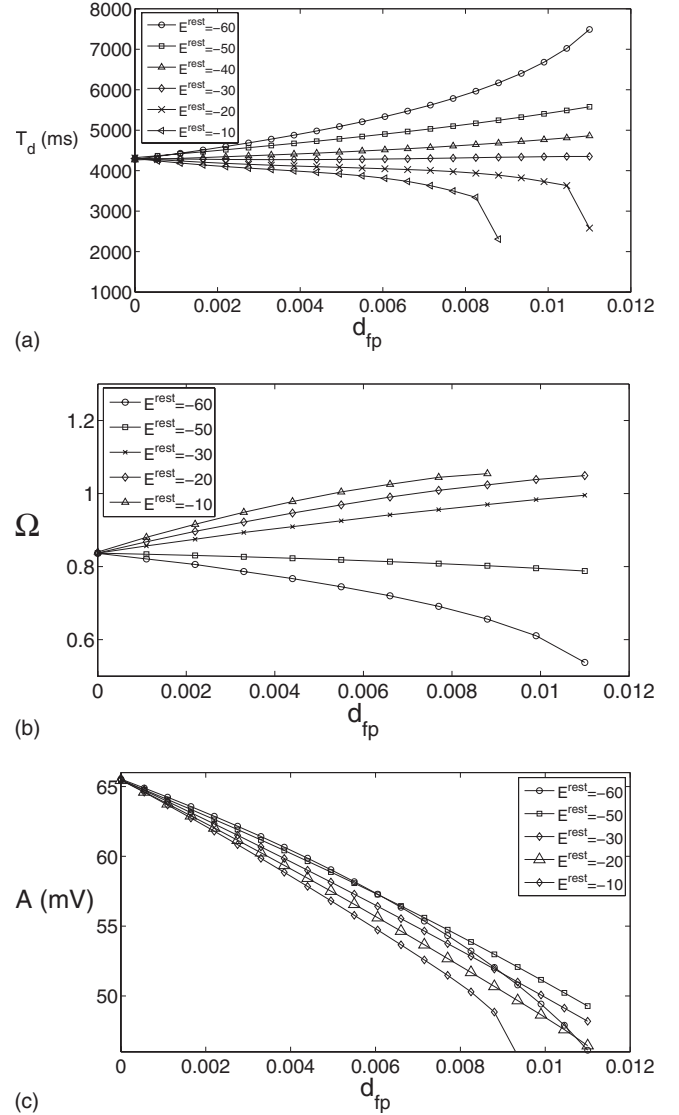 8000
7000
6000
5000
4000
3000
2000
1000
T_d (ms)
E^rest=−60
E^rest=−50
E^rest=−40
E^rest=−30
E^rest=−20
E^rest=−10
0 0.002 0.004 0.006 0.008 0.01 0.012
d_fp
(a)
1.2
1
0.8
0.6
Ω
E^rest=−60
E^rest=−50
E^rest=−30
E^rest=−20
E^rest=−10
0 0.002 0.004 0.006 0.008 0.01 0.012
d_fp
(b)
65
60
55
50
A (mV)
E^rest=−60
E^rest=−50
E^rest=−30
E^rest=−20
E^rest=−10
0 0.002 0.004 0.006 0.008 0.01 0.012
d_fp
(c)